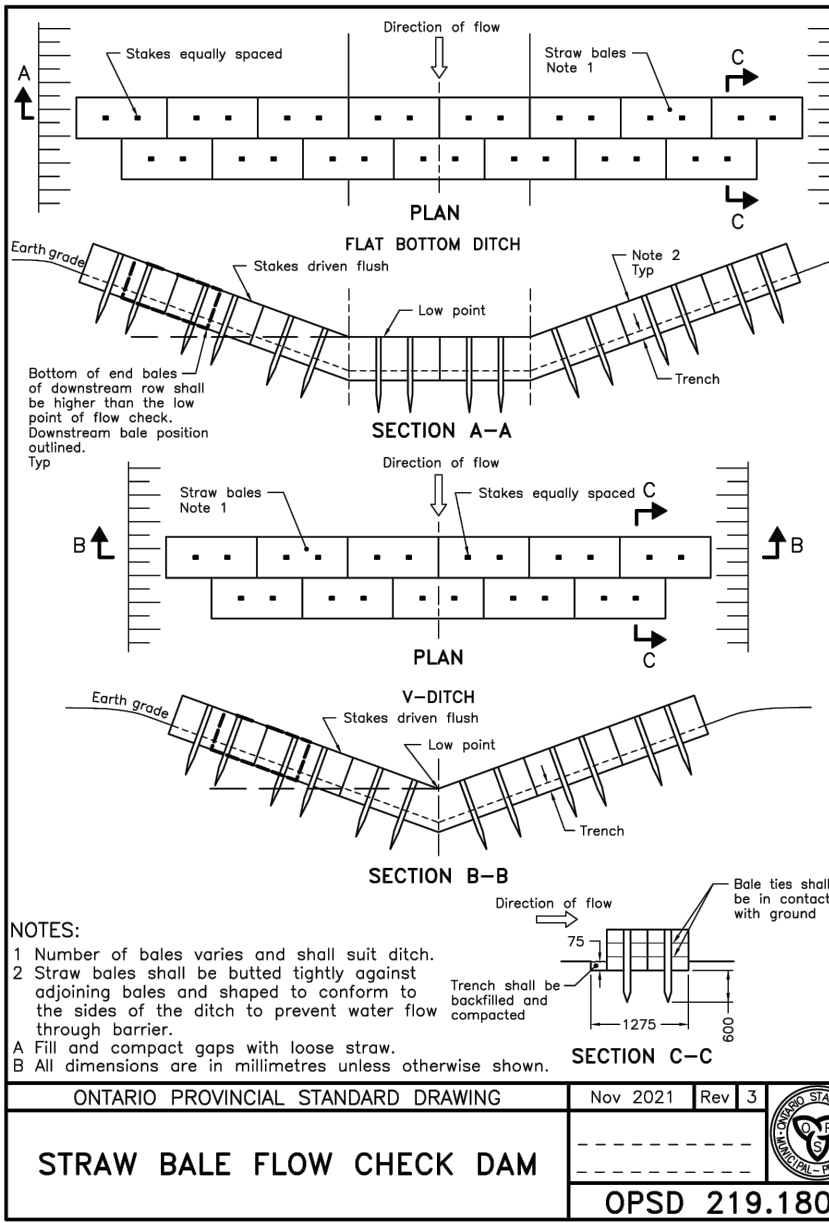 Direction of flow
Stakes equally spaced
Straw bales
Note 1
C
A
C
PLAN
FLAT BOTTOM DITCH
Earth grade
Stakes driven flush
Note 2
Typ
Low point
Bottom of end bales
of downstream row shall
be higher than the low
point of flow check.
Downstream bale position
outlined.
Typ
Trench
SECTION A-A
Direction of flow
Straw bales
Note 1
Stakes equally spaced
C
B
B
C
PLAN
V-DITCH
Earth grade
Stakes driven flush
Low point
Trench
SECTION B-B
Direction of flow
Bale ties shall
be in contact
with ground
75
Trench shall be
backfilled and
compacted
1275
600
SECTION C-C
NOTES:
1 Number of bales varies and shall suit ditch.
2 Straw bales shall be butted tightly against
adjoining bales and shaped to conform to
the sides of the ditch to prevent water flow
through barrier.
A Fill and compact gaps with loose straw.
B All dimensions are in millimetres unless otherwise shown.
ONTARIO PROVINCIAL STANDARD DRAWING
Nov 2021 Rev 3
STRAW BALE FLOW CHECK DAM
OPSD 219.180
ONTARIO STA
MUNICIPAL - P
O P
S